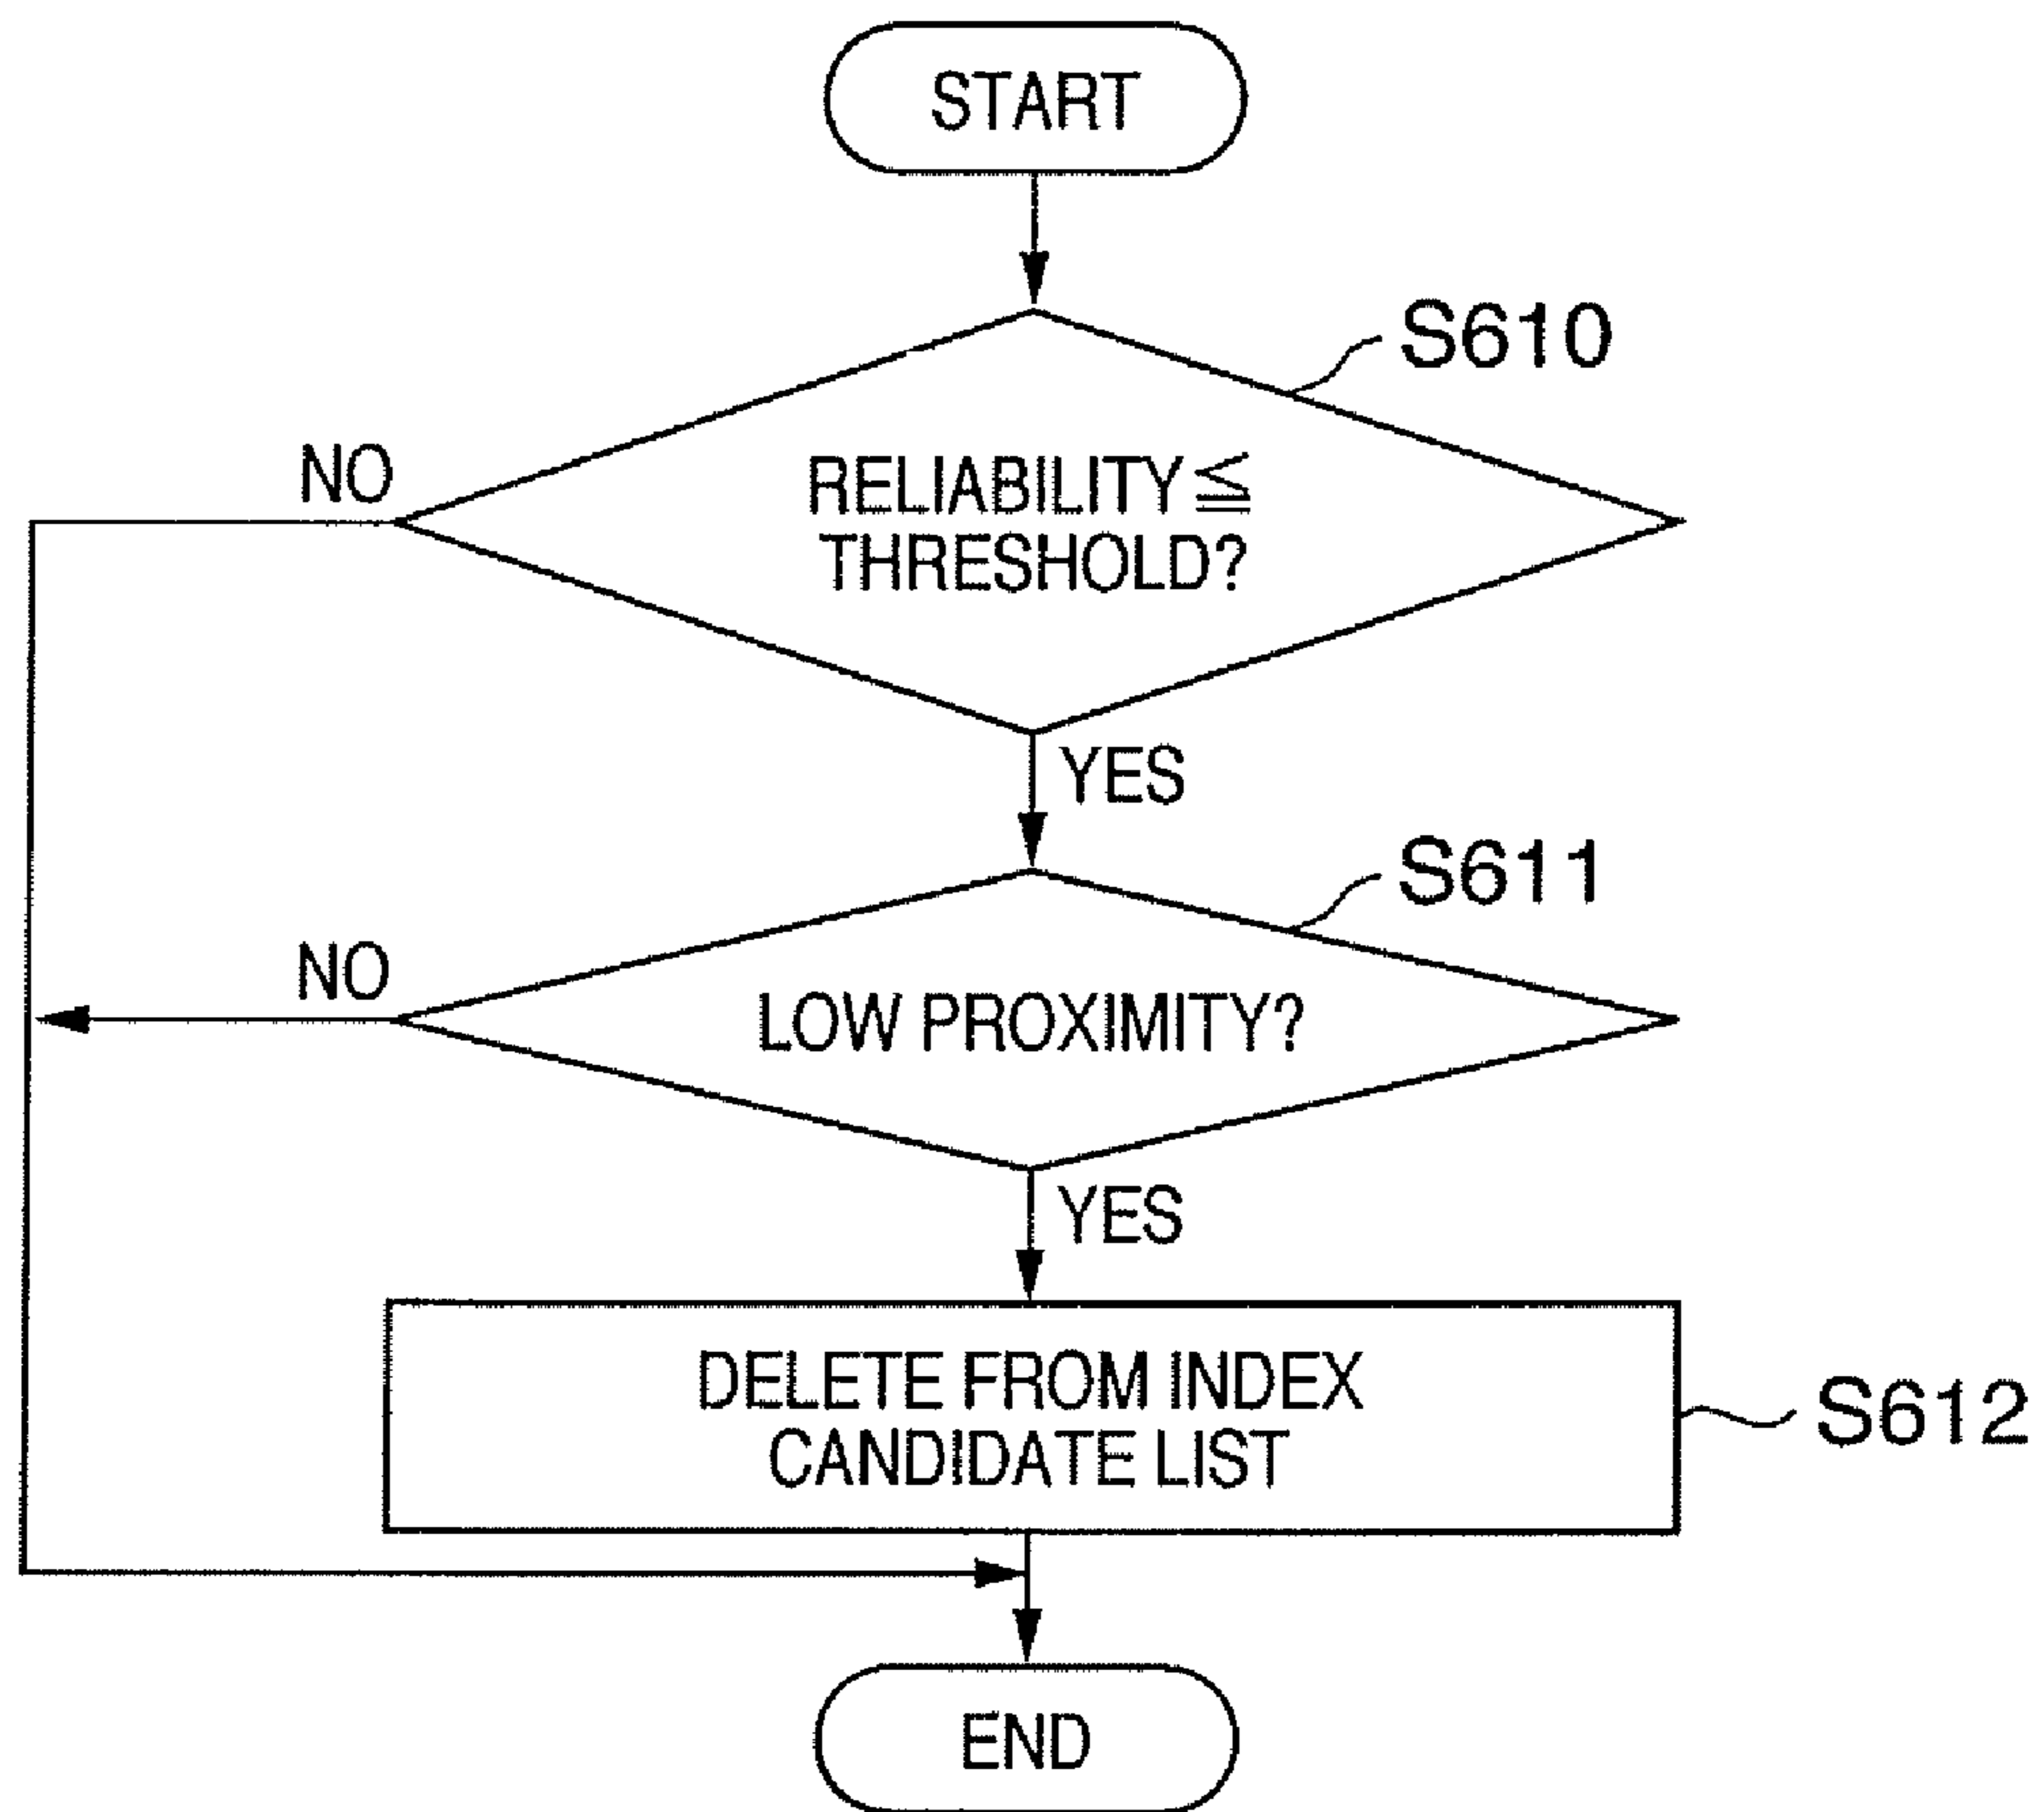 START
S610
NO
RELIABILITY≦
THRESHOLD?
YES
S611
NO
LOW PROXIMITY?
YES
DELETE FROM INDEX
CANDIDATE LIST
S612
END